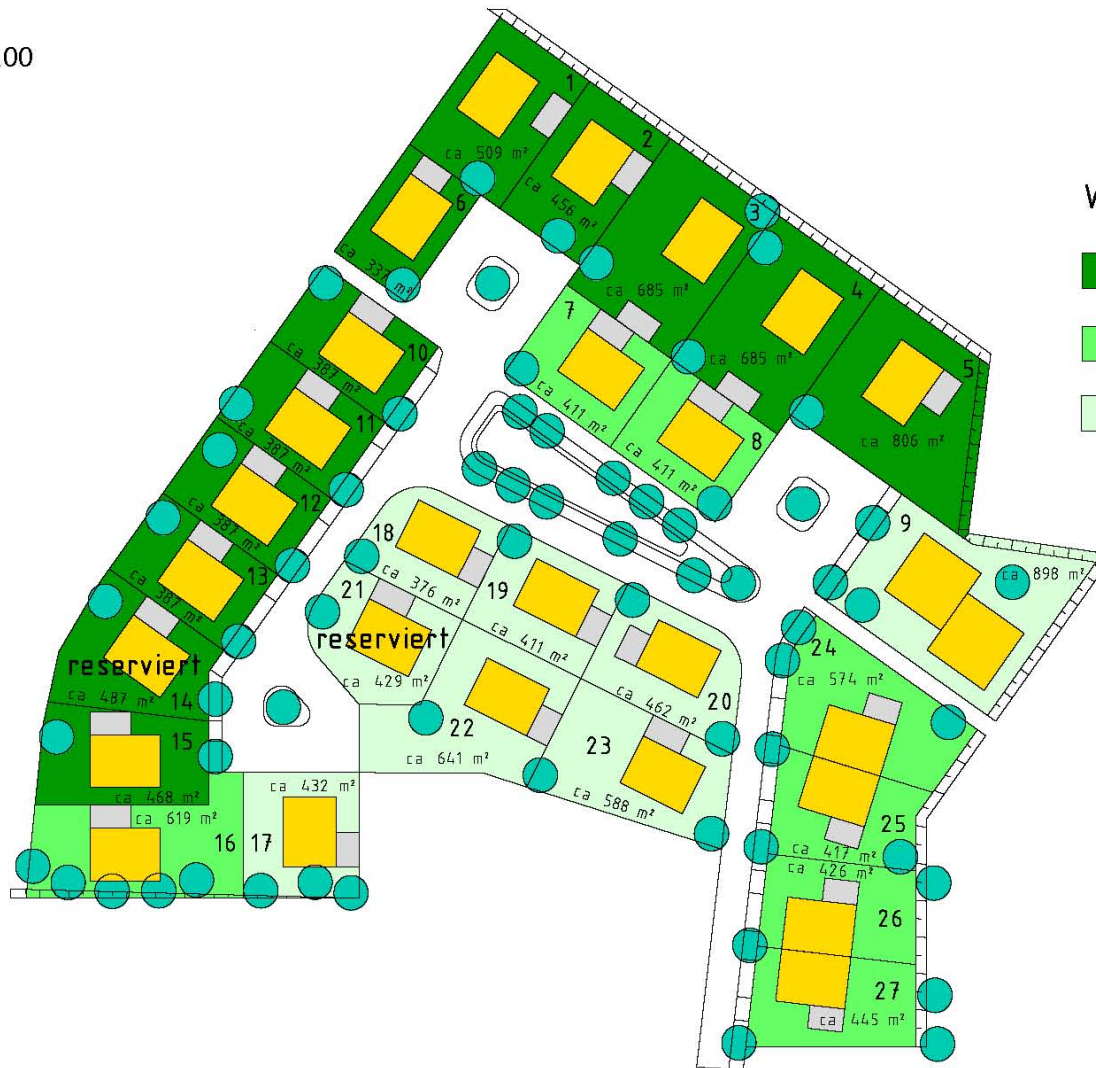 00
V
1
ca 509 m²
2
ca 456 m²
3
ca 685 m²
4
ca 685 m²
5
ca 806 m²
6
ca 337 m²
7
ca 411 m²
8
ca 411 m²
9
ca 898 m²
10
ca 387 m²
11
ca 387 m²
12
ca 387 m²
13
ca 387 m²
reserviert
ca 487 m²
14
15
ca 468 m²
ca 619 m²
16
17
ca 432 m²
18
ca 376 m²
19
ca 411 m²
20
ca 462 m²
21
reserviert
ca 429 m²
22
ca 641 m²
23
ca 588 m²
24
ca 574 m²
25
ca 417 m²
ca 426 m²
26
27
ca 445 m²